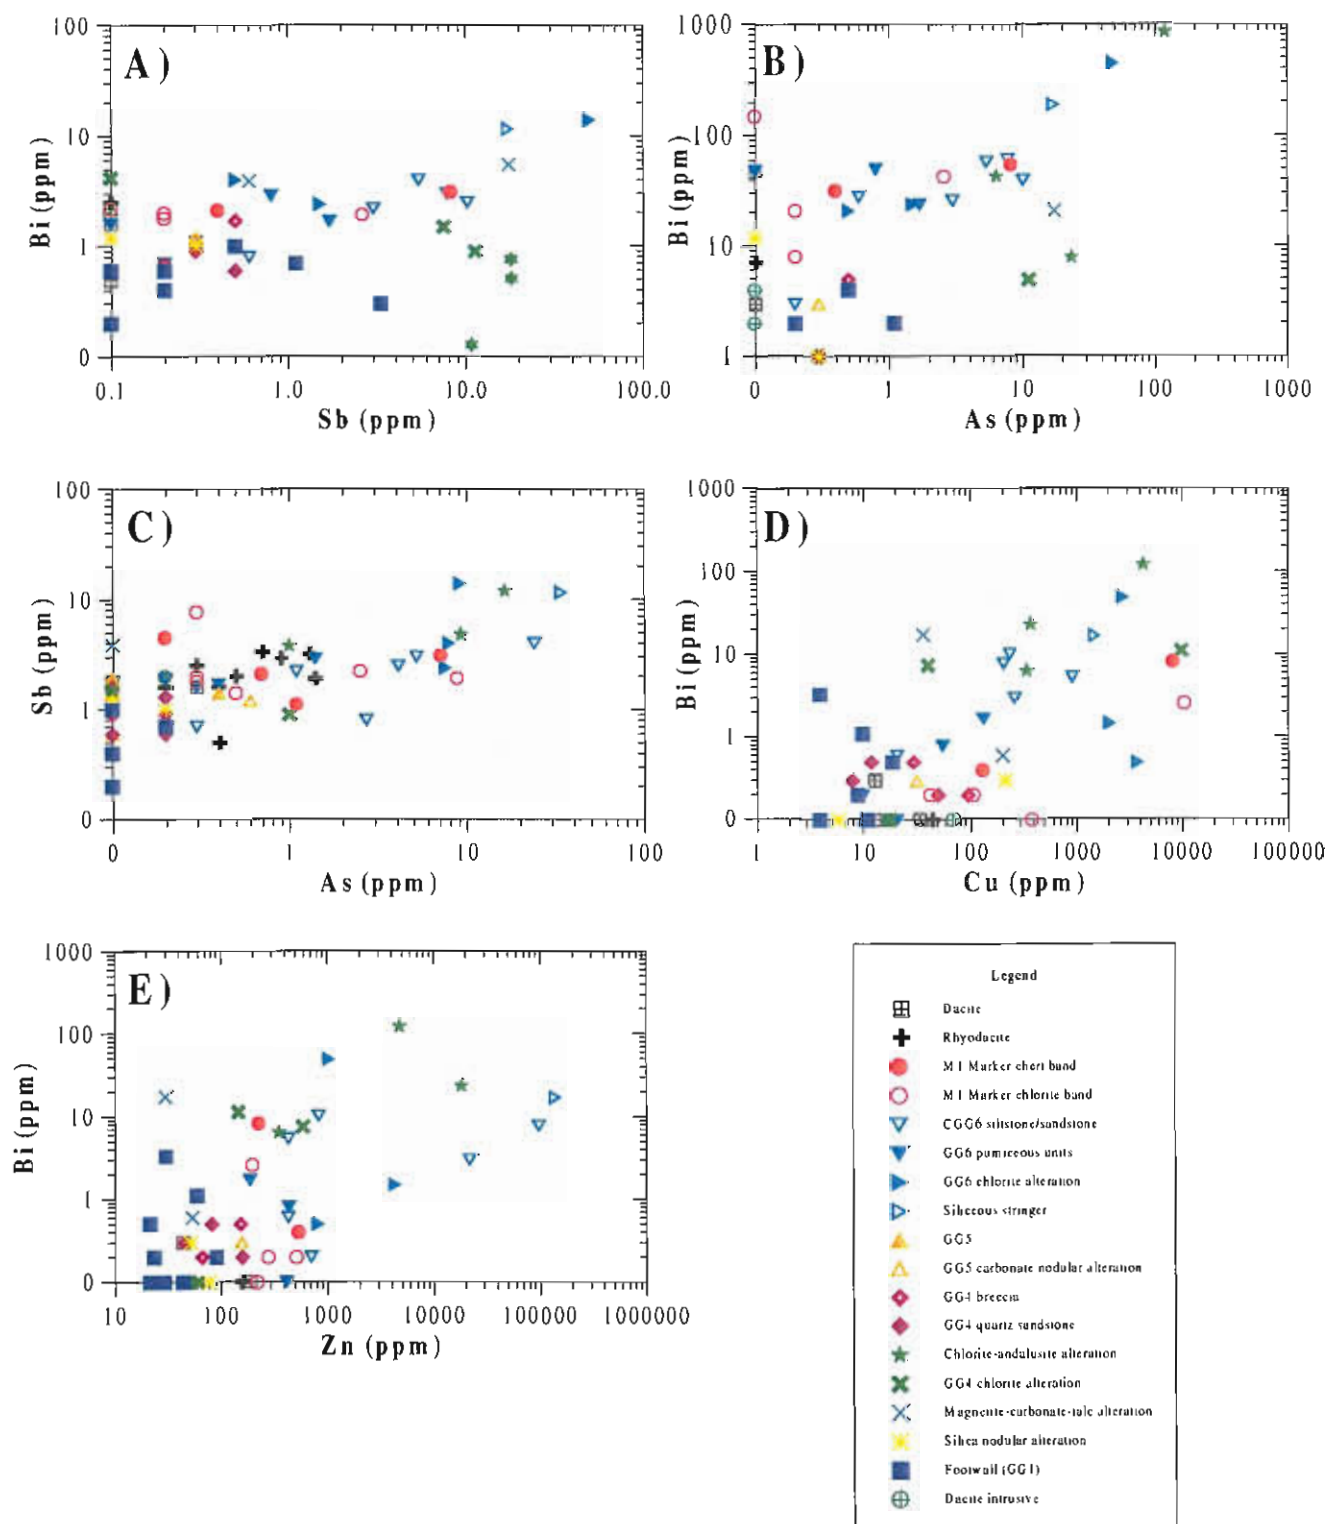 A)
100
10
1
0
Bi (ppm)
0.1 1.0 10.0 100.0
Sb (ppm)
B)
1000
100
10
1
Bi (ppm)
0 1 10 100 1000
As (ppm)
C)
100
10
1
0
Sb (ppm)
0 1 10 100
As (ppm)
D)
1000
100
10
1
0
Bi (ppm)
1 10 100 1000 10000 100000
Cu (ppm)
E)
1000
100
10
1
0
Bi (ppm)
10 100 1000 10000 100000 1000000
Zn (ppm)
Legend
Dacite
Rhyodacite
M1 Marker chert band
M1 Marker chlorite band
CGG6 siltstone/sandstone
GG6 pumiceous units
GG6 chlorite alteration
Siliceous stringer
GG5
GG5 carbonate nodular alteration
GG4 breccia
GG4 quartz sandstone
Chlorite-andalusite alteration
GG4 chlorite alteration
Magnetite-carbonate-talc alteration
Silica nodular alteration
Footwall (GG1)
Dacite intrusive